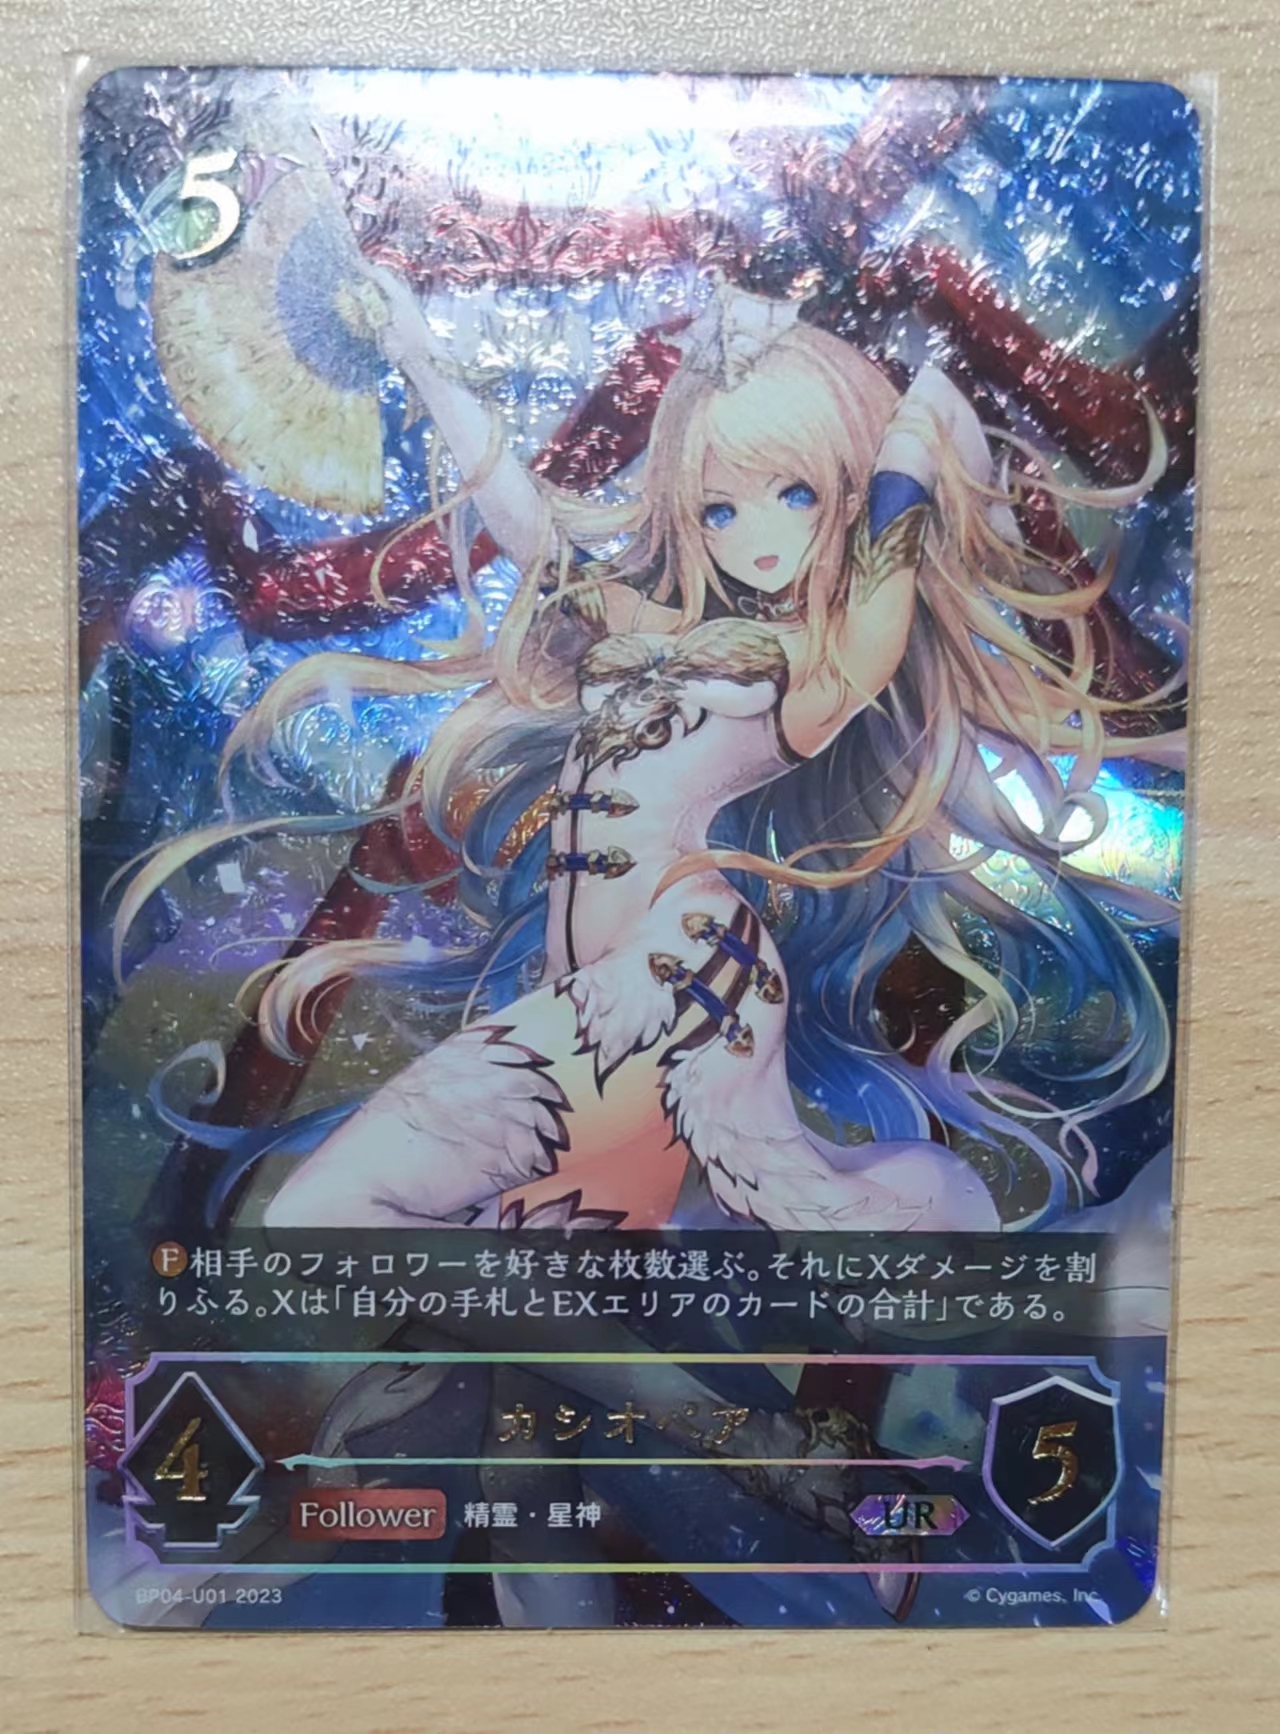 5
F 相手のフォロワーを好きな枚数選ぶ。それにXダメージを割
りふる。Xは「自分の手札とEXエリアのカードの合計」である。
カシオペア
4
5
Follower 精霊・星神
UR
BP04-U01 2023
© Cygames, Inc.